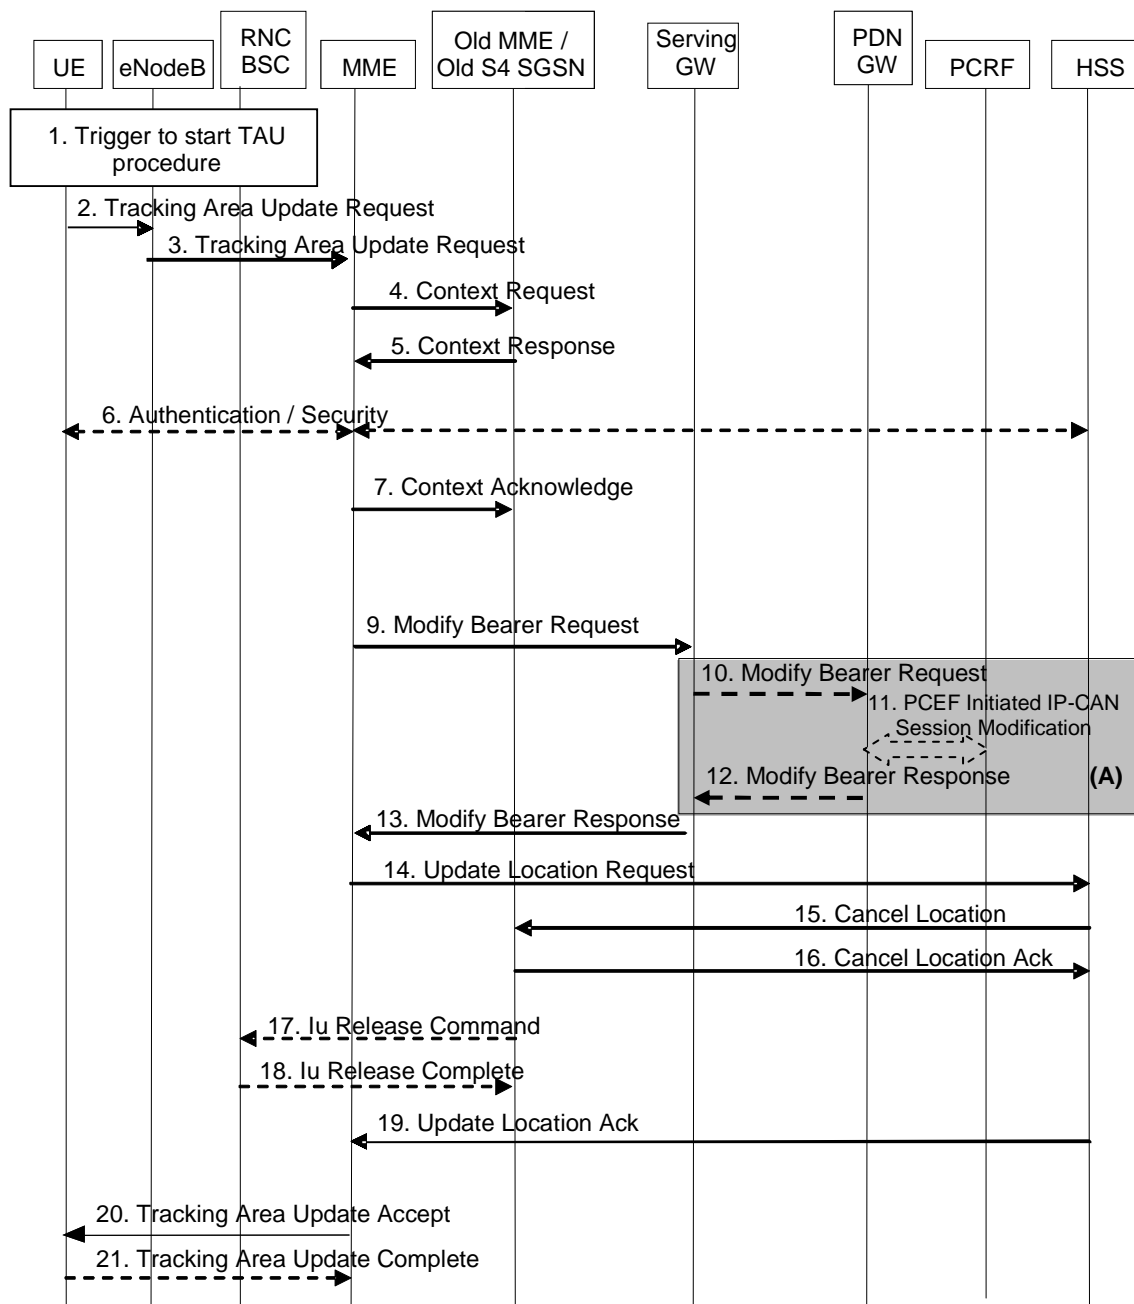 RNC
BSC
Old MME /
Old S4 SGSN
Serving
GW
PDN
GW
UE
eNodeB
MME
PCRF
HSS
1. Trigger to start TAU
procedure
2. Tracking Area Update Request
3. Tracking Area Update Request
4. Context Request
5. Context Response
6. Authentication / Security
7. Context Acknowledge
9. Modify Bearer Request
10. Modify Bearer Request
11. PCEF Initiated IP-CAN
Session Modification
12. Modify Bearer Response
(A)
13. Modify Bearer Response
14. Update Location Request
15. Cancel Location
16. Cancel Location Ack
17. Iu Release Command
18. Iu Release Complete
19. Update Location Ack
20. Tracking Area Update Accept
21. Tracking Area Update Complete